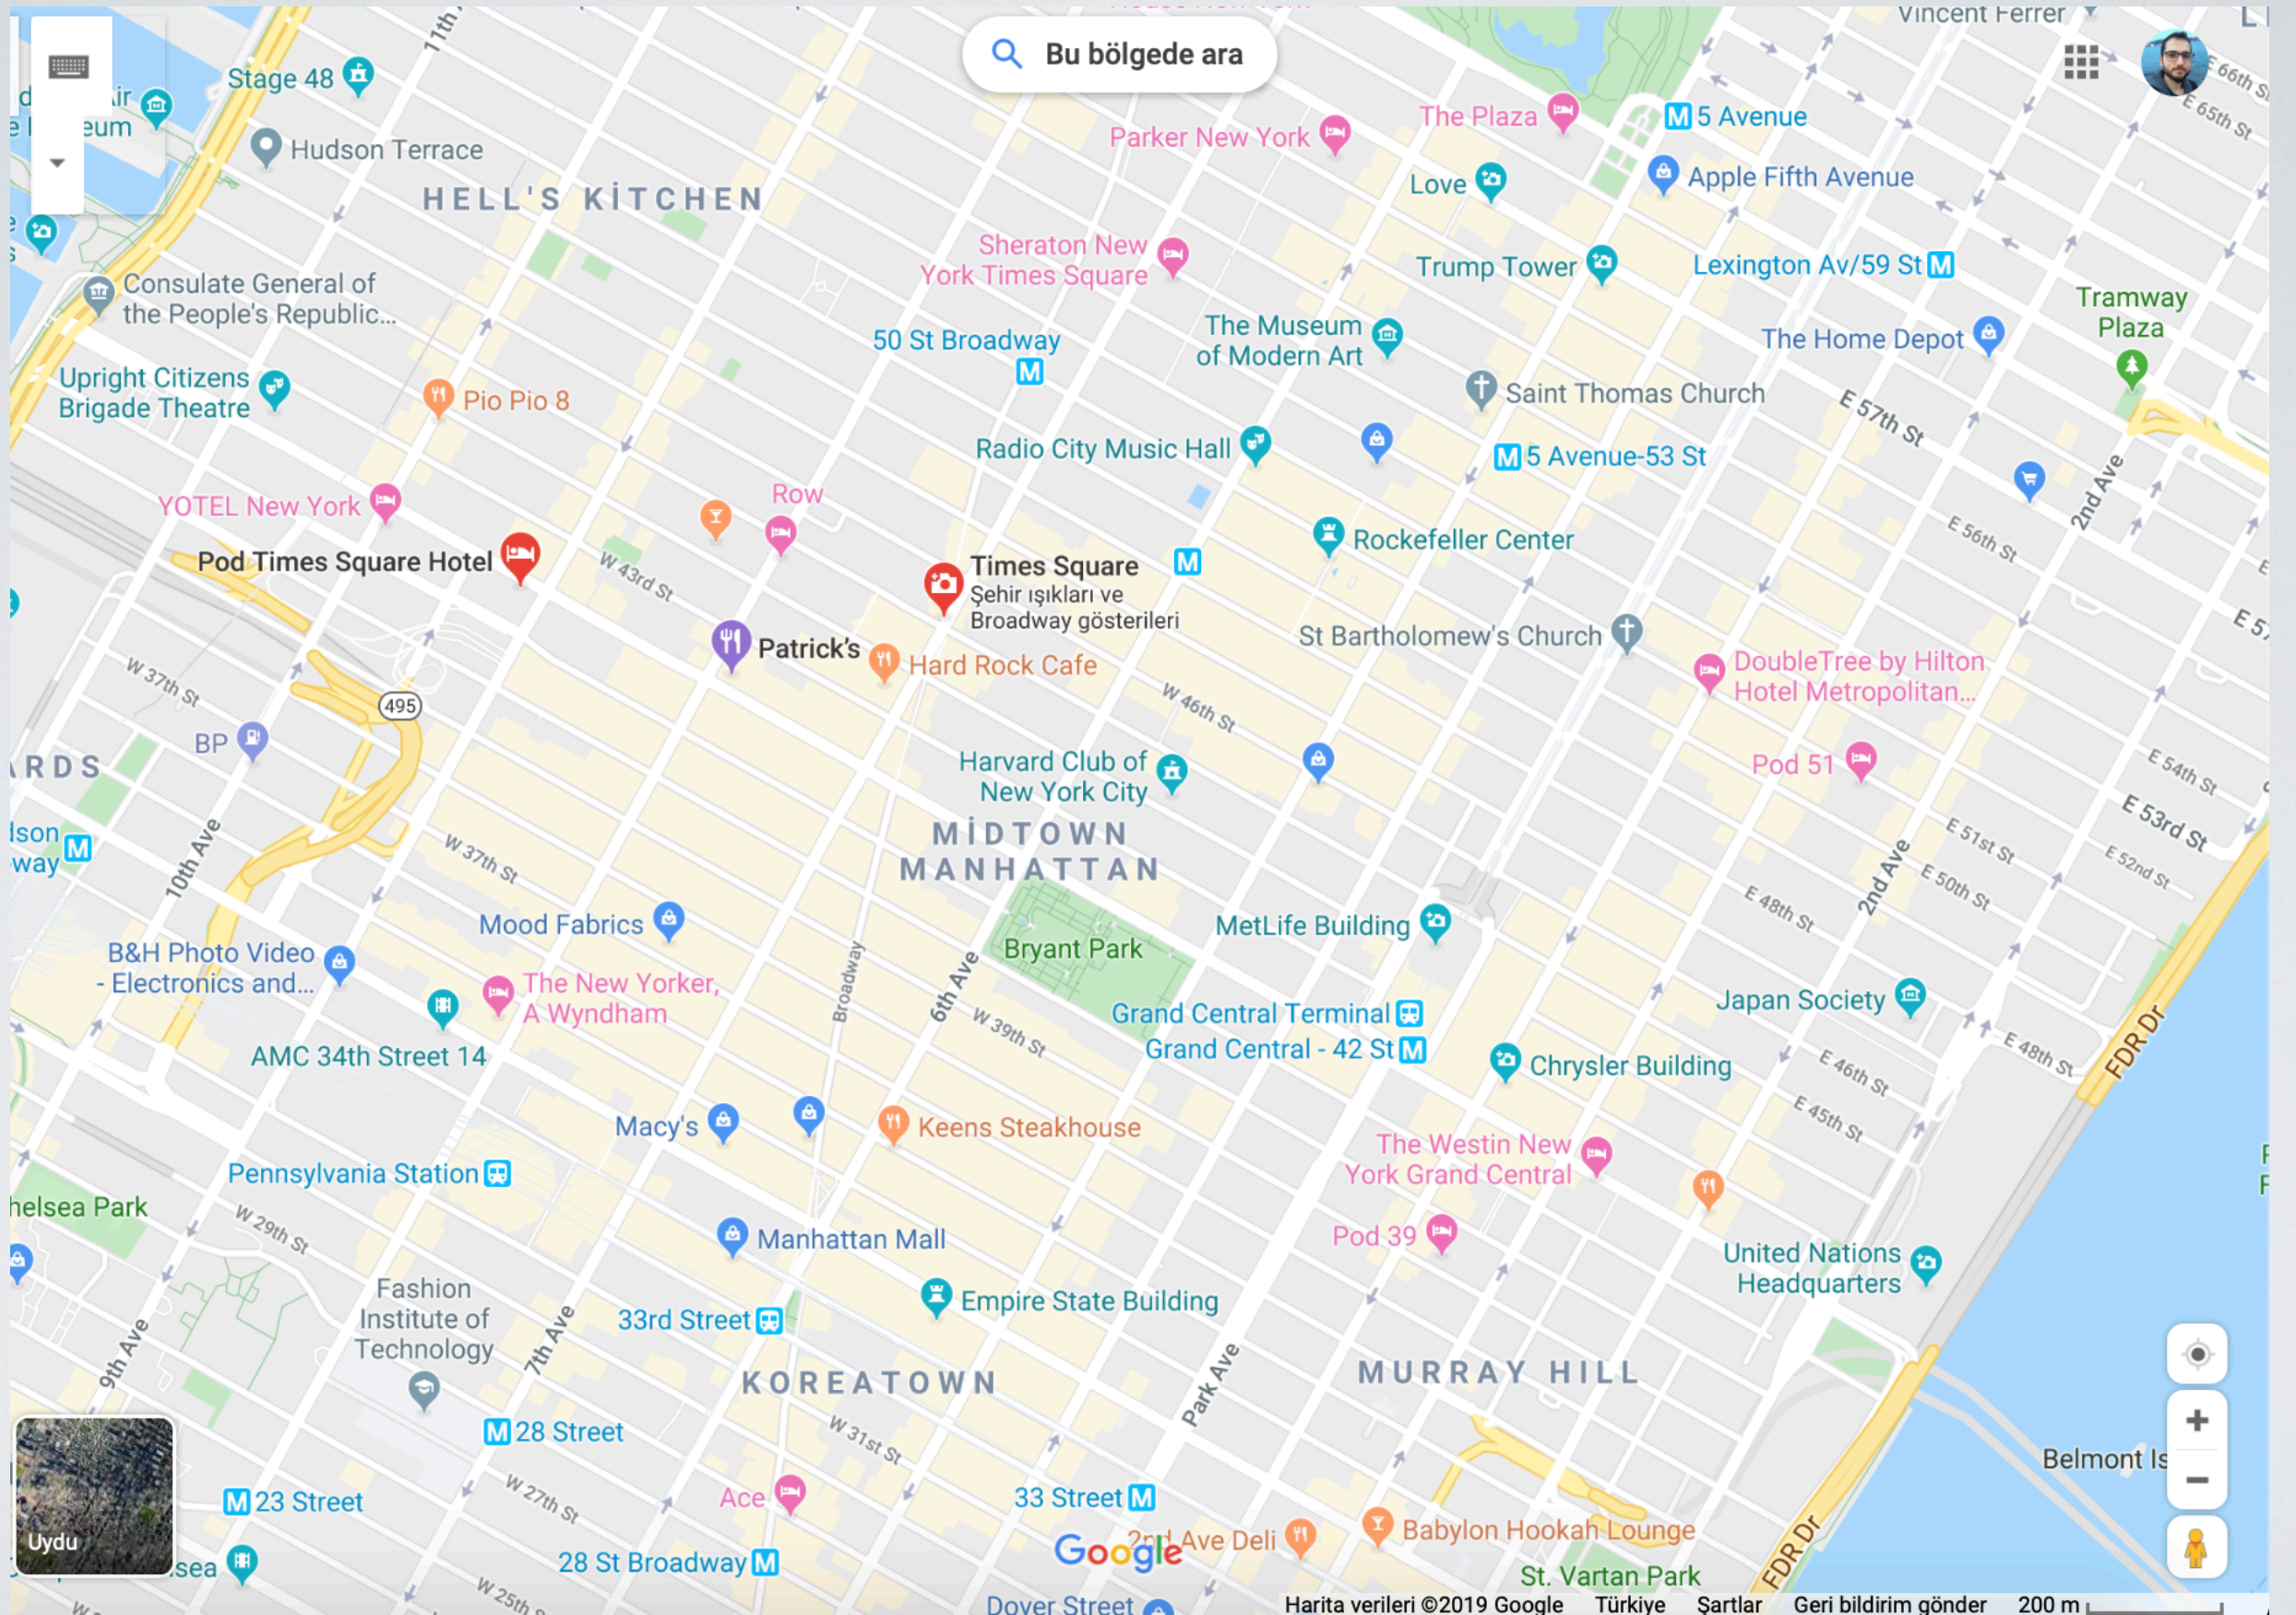 Vincent Ferrer
Bu bölgede ara
11th
Stage 48
Hudson Terrace
HELL'S KİTCHEN
The Plaza
5 Avenue
Parker New York
E 66th
E 65th St
Love
Apple Fifth Avenue
Sheraton New
York Times Square
Trump Tower
Lexington Av/59 St
Consulate General of
the People's Republic...
Tramway
Plaza
50 St Broadway
The Museum
of Modern Art
The Home Depot
Upright Citizens
Brigade Theatre
Pio Pio 8
Saint Thomas Church
E 57th St
Radio City Music Hall
5 Avenue-53 St
2nd Ave
YOTEL New York
Row
E 56th St
Pod Times Square Hotel
W 43rd St
Times Square
Şehir ışıkları ve
Broadway gösterileri
Rockefeller Center
Patrick's
Hard Rock Cafe
St Bartholomew's Church
DoubleTree by Hilton
Hotel Metropolitan...
W 37th St
495
W 46th St
BP
Harvard Club of
New York City
Pod 51
E 54th St
E 53rd St
MİDTOWN
MANHATTAN
10th Ave
W 37th St
E 51st St
E 52nd St
E 50th St
E 48th St
2nd Ave
Mood Fabrics
MetLife Building
Bryant Park
B&H Photo Video
- Electronics and...
Broadway
6th Ave
The New Yorker,
A Wyndham
Japan Society
Grand Central Terminal
W 39th St
Grand Central - 42 St
AMC 34th Street 14
Chrysler Building
E 48th St
FDR Dr
E 46th St
E 45th St
Macy's
Keens Steakhouse
The Westin New
York Grand Central
Pennsylvania Station
helsea Park
W 29th St
Manhattan Mall
Pod 39
United Nations
Headquarters
Fashion
Institute of
Technology
33rd Street
Empire State Building
9th Ave
7th Ave
KOREATOWN
Park Ave
MURRAY HILL
28 Street
W 31st St
Belmont Is
23 Street
W 27th St
Ace
33 Street
Uydu
2nd Ave Deli
Babylon Hookah Lounge
FDR Dr
28 St Broadway
Google
St. Vartan Park
W 25th S
Dover Street
Harita verileri ©2019 Google Türkiye Şartlar Geri bildirim gönder 200 m